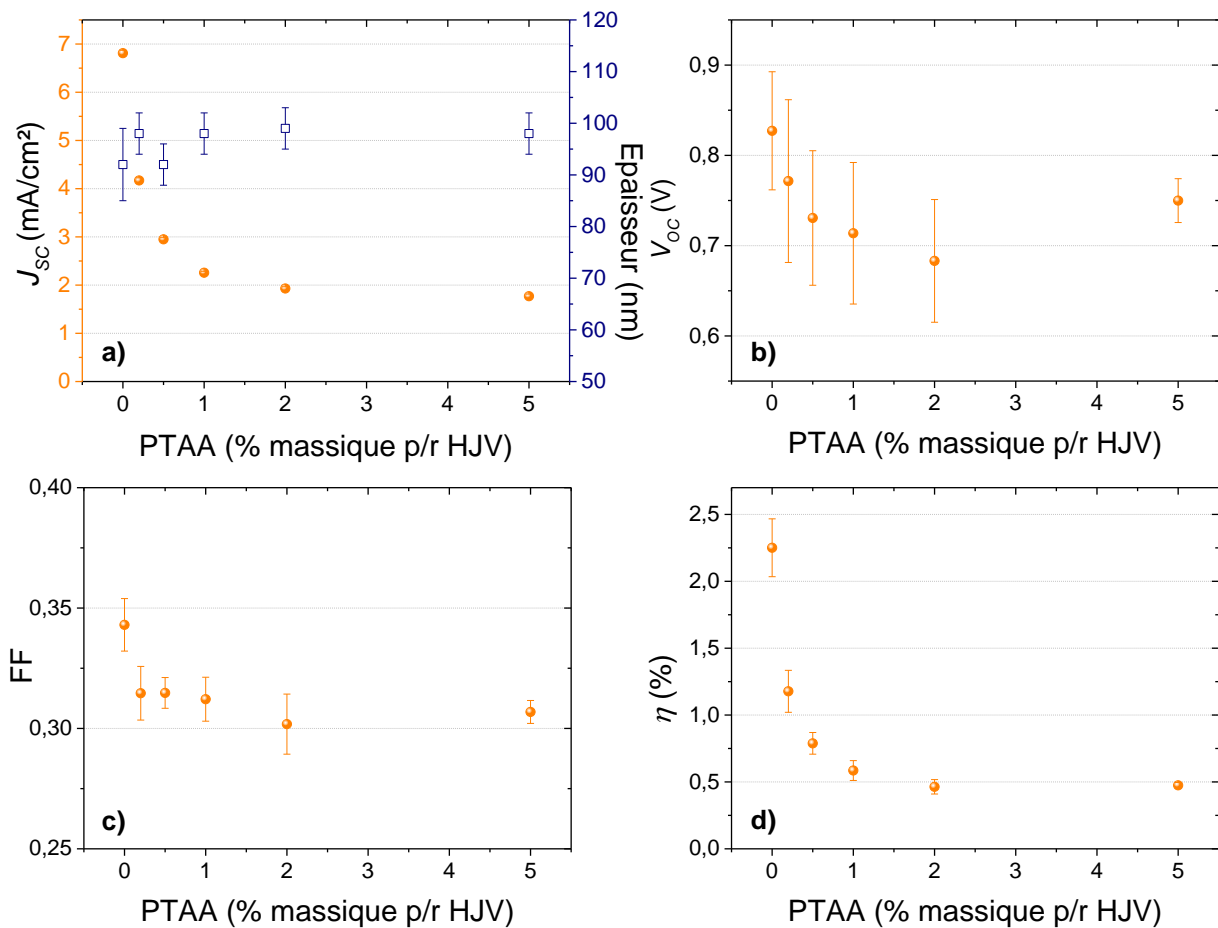 7
6
5
4
3
2
1
0
J_SC (mA/cm²)
120
110
100
90
80
70
60
50
Epaisseur (nm)
a)
0 1 2 3 4 5
PTAA (% massique p/r HJV)
0,9
0,8
0,7
0,6
V_OC (V)
b)
0 1 2 3 4 5
PTAA (% massique p/r HJV)
0,40
0,35
0,30
0,25
FF
c)
0 1 2 3 4 5
PTAA (% massique p/r HJV)
2,5
2,0
1,5
1,0
0,5
0,0
η (%)
d)
0 1 2 3 4 5
PTAA (% massique p/r HJV)